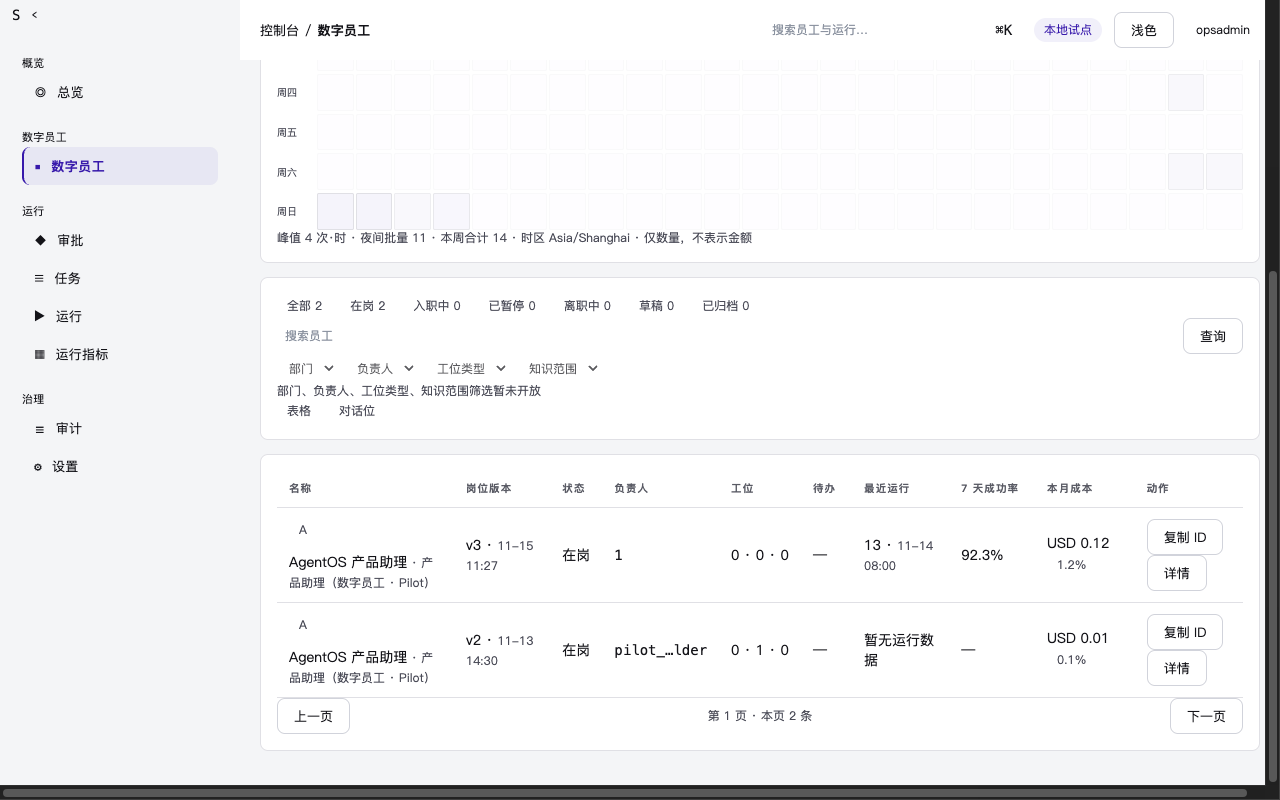 S <
控制台 / 数字员工
搜索员工与运行…
⌘K
本地试点
浅色
opsadmin
概览
总览
数字员工
数字员工
运行
审批
任务
运行
运行指标
治理
审计
设置
周四
周五
周六
周日
峰值 4 次·时 · 夜间批量 11 · 本周合计 14 · 时区 Asia/Shanghai · 仅数量，不表示金额
全部 2 在岗 2 入职中 0 已暂停 0 离职中 0 草稿 0 已归档 0
搜索员工
查询
部门 负责人 工位类型 知识范围
部门、负责人、工位类型、知识范围筛选暂未开放
表格 对话位
名称 岗位版本 状态 负责人 工位 待办 最近运行 7 天成功率 本月成本 动作
A
AgentOS 产品助理 · 产
品助理（数字员工 · Pilot）
v3 · 11-15
11:27
在岗
1
0 · 0 · 0
—
13 · 11-14
08:00
92.3%
USD 0.12
1.2%
复制 ID
详情
A
AgentOS 产品助理 · 产
品助理（数字员工 · Pilot）
v2 · 11-13
14:30
在岗
pilot_…lder
0 · 1 · 0
—
暂无运行数
据
—
USD 0.01
0.1%
复制 ID
详情
上一页
第 1 页 · 本页 2 条
下一页